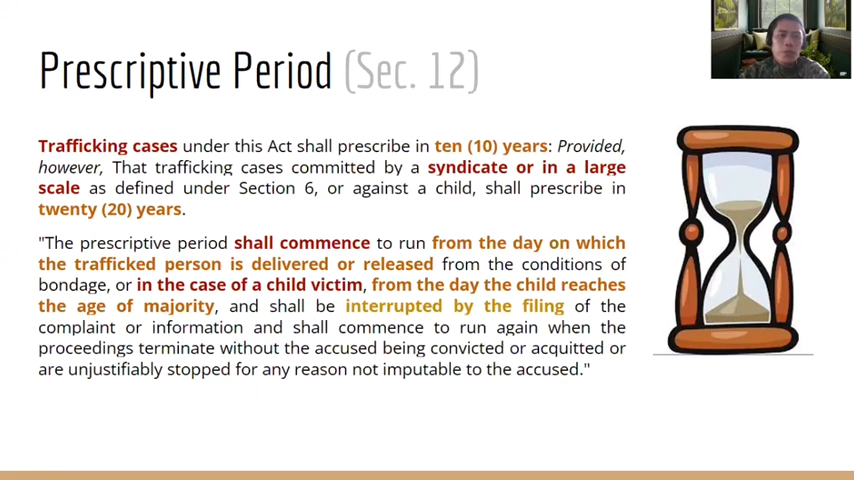 Prescriptive Period (Sec. 12)
Trafficking cases under this Act shall prescribe in ten (10) years: Provided,
however, That trafficking cases committed by a syndicate or in a large
scale as defined under Section 6, or against a child, shall prescribe in
twenty (20) years.
"The prescriptive period shall commence to run from the day on which
the trafficked person is delivered or released from the conditions of
bondage, or in the case of a child victim, from the day the child reaches
the age of majority, and shall be interrupted by the filing of the
complaint or information and shall commence to run again when the
proceedings terminate without the accused being convicted or acquitted or
are unjustifiably stopped for any reason not imputable to the accused."